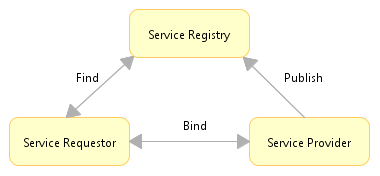 Service Registry
Find
Publish
Bind
Service Requestor
Service Provider